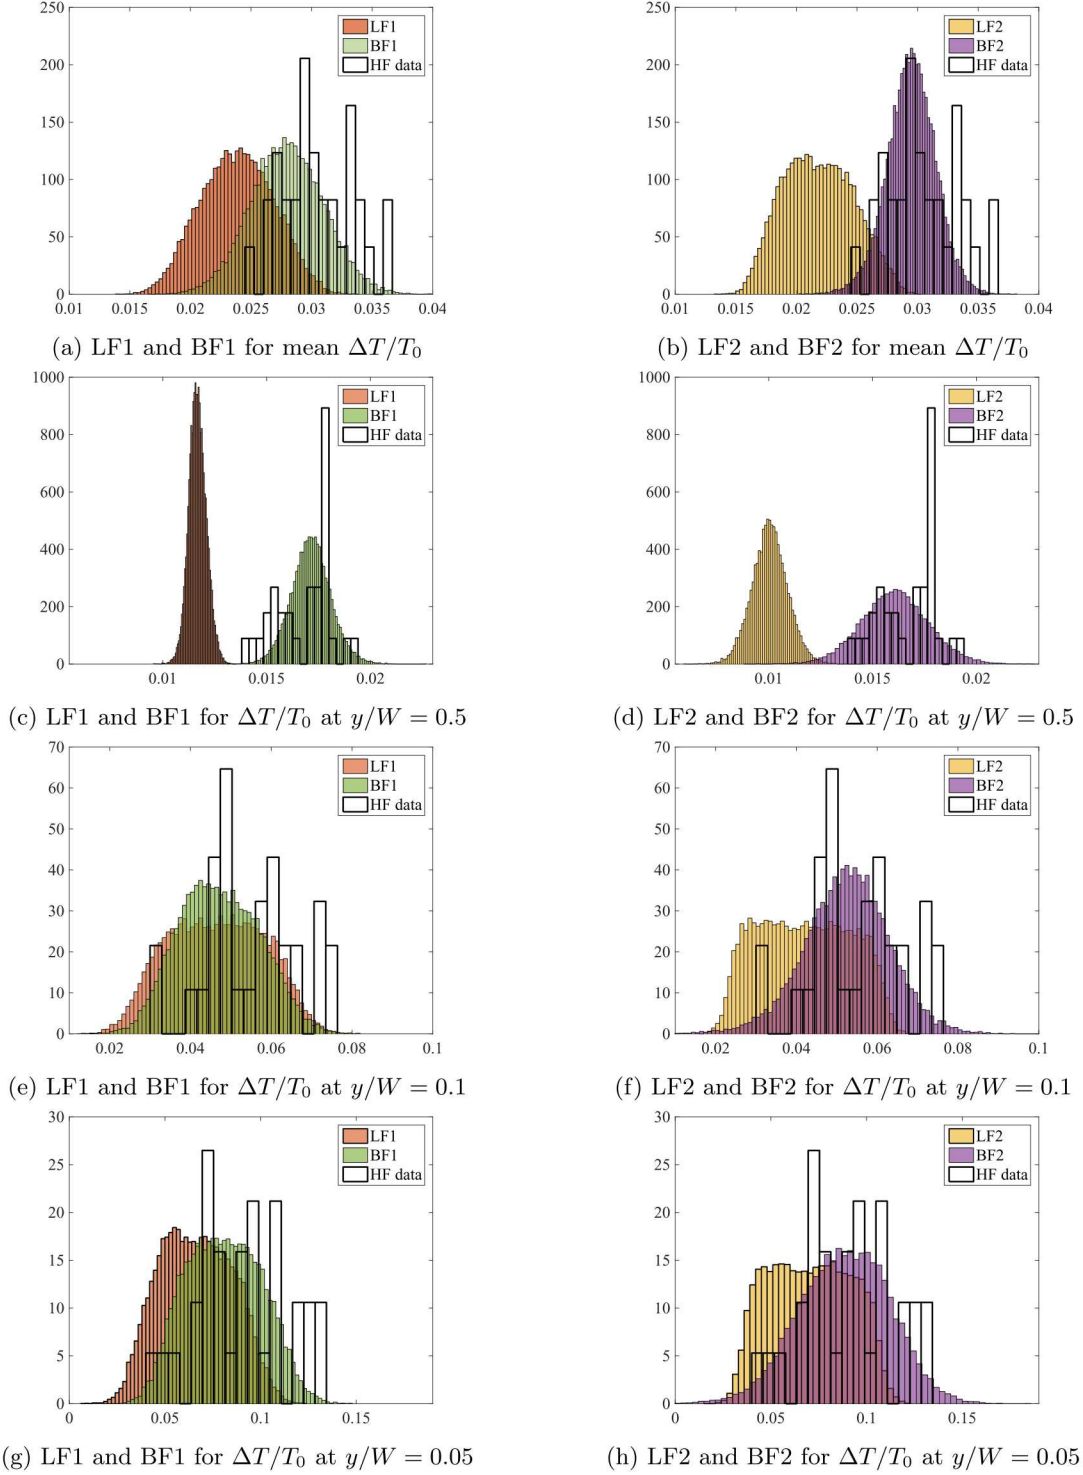 250
200
150
100
50
0
0.01 0.015 0.02 0.025 0.03 0.035 0.04
LF1
BF1
HF data
(a) LF1 and BF1 for mean ΔT/T₀
250
200
150
100
50
0
0.01 0.015 0.02 0.025 0.03 0.035 0.04
LF2
BF2
HF data
(b) LF2 and BF2 for mean ΔT/T₀
1000
800
600
400
200
0
0.01 0.015 0.02
LF1
BF1
HF data
(c) LF1 and BF1 for ΔT/T₀ at y/W = 0.5
1000
800
600
400
200
0
0.01 0.015 0.02
LF2
BF2
HF data
(d) LF2 and BF2 for ΔT/T₀ at y/W = 0.5
70
60
50
40
30
20
10
0
0.02 0.04 0.06 0.08 0.1
LF1
BF1
HF data
(e) LF1 and BF1 for ΔT/T₀ at y/W = 0.1
70
60
50
40
30
20
10
0
0.02 0.04 0.06 0.08 0.1
LF2
BF2
HF data
(f) LF2 and BF2 for ΔT/T₀ at y/W = 0.1
30
25
20
15
10
5
0
0 0.05 0.1 0.15
LF1
BF1
HF data
(g) LF1 and BF1 for ΔT/T₀ at y/W = 0.05
30
25
20
15
10
5
0
0 0.05 0.1 0.15
LF2
BF2
HF data
(h) LF2 and BF2 for ΔT/T₀ at y/W = 0.05